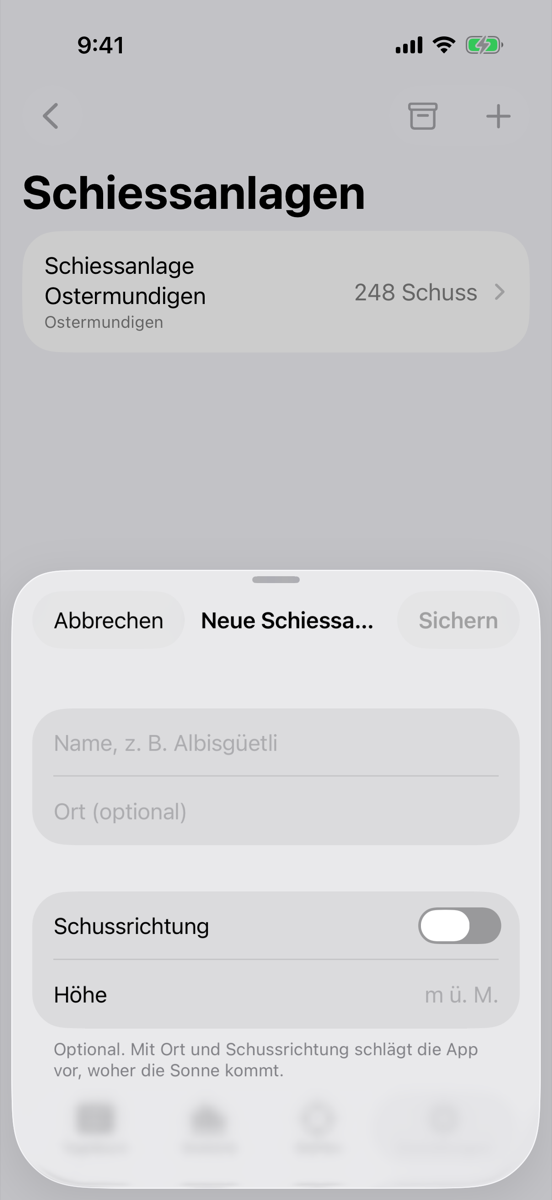 9:41
Schiessanlagen
Schiessanlage
Ostermundigen
248 Schuss
Ostermundigen
Abbrechen
Neue Schiessa...
Sichern
Name, z. B. Albisgüetli
Ort (optional)
Schussrichtung
Höhe
m ü. M.
Optional. Mit Ort und Schussrichtung schlägt die App
vor, woher die Sonne kommt.